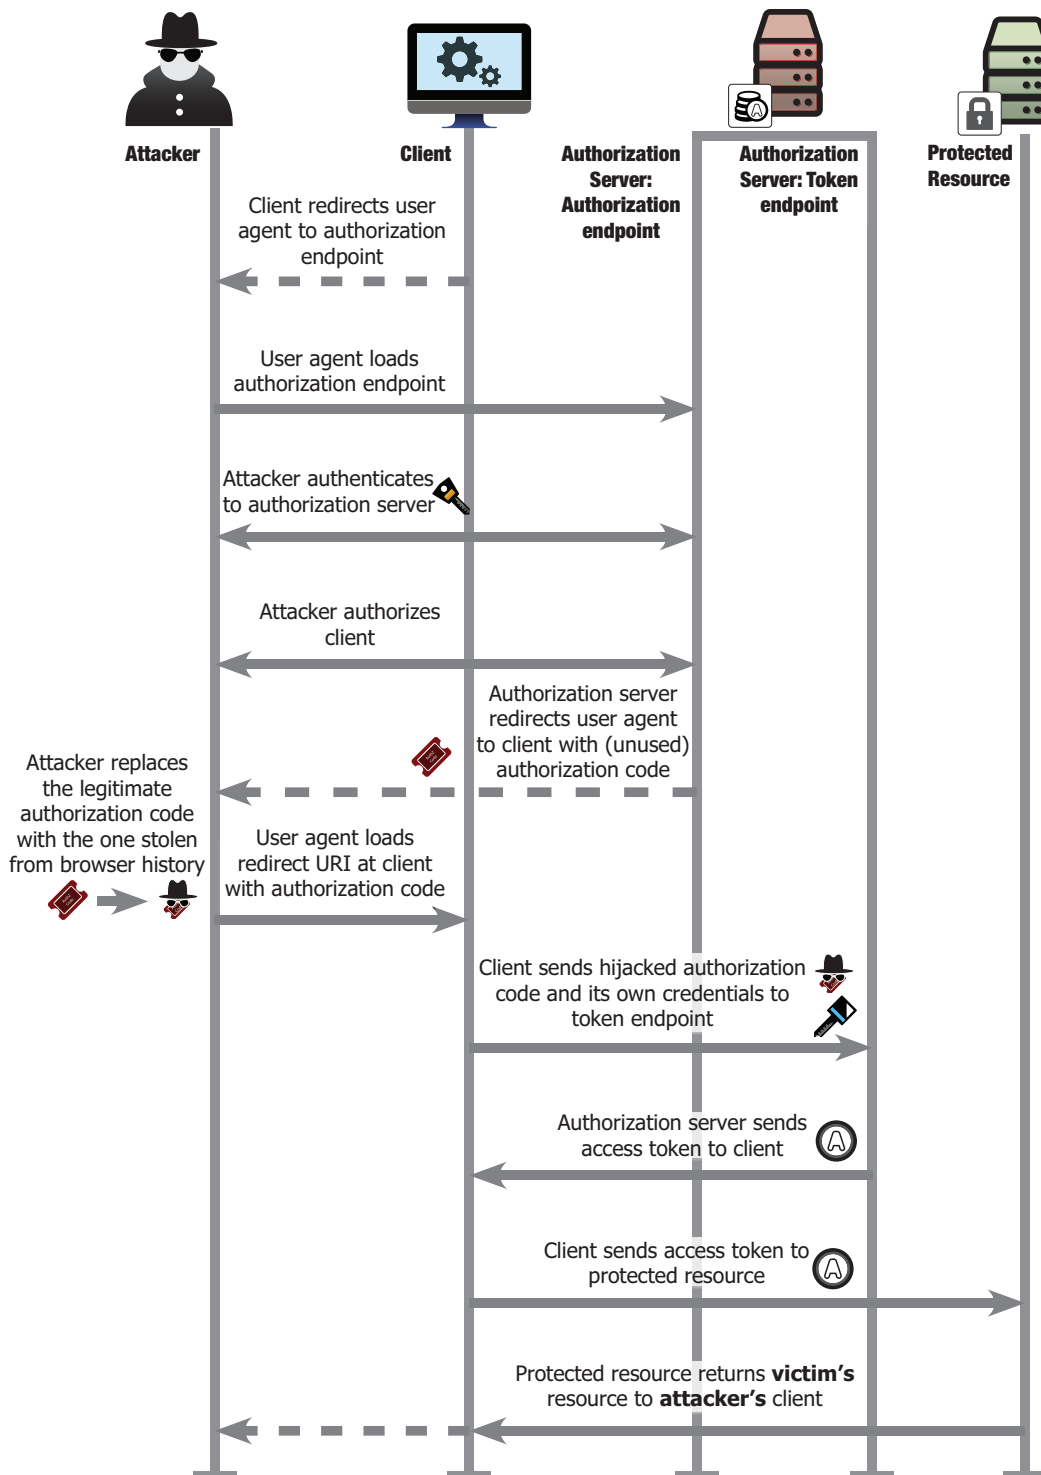 Attacker
Client
Authorization
Server:
Authorization
endpoint
Authorization
Server: Token
endpoint
Protected
Resource
Client redirects user
agent to authorization
endpoint
User agent loads
authorization endpoint
Attacker authenticates
to authorization server
Attacker authorizes
client
Authorization server
redirects user agent
to client with (unused)
authorization code
Attacker replaces
the legitimate
authorization code
with the one stolen
from browser history
User agent loads
redirect URI at client
with authorization code
Client sends hijacked authorization
code and its own credentials to
token endpoint
Authorization server sends
access token to client
A
Client sends access token to
protected resource
A
Protected resource returns victim's
resource to attacker's client